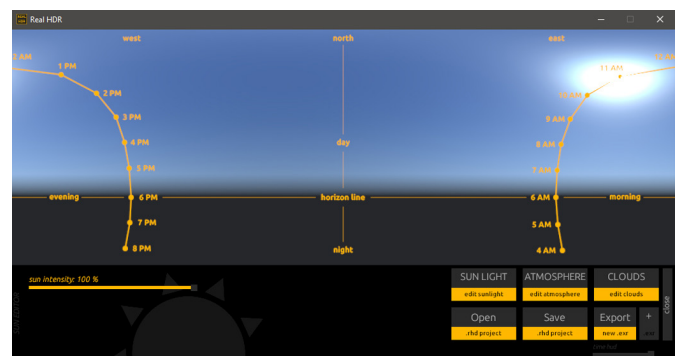 Real HDR
west north east
1 PM 11 AM
2 PM 10 AM
3 PM 9 AM
4 PM day 8 AM
5 PM 7 AM
evening 6 PM horizon line 6 AM morning
7 PM 5 AM
8 PM night 4 AM
sun intensity: 100 %
SUN LIGHT ATMOSPHERE CLOUDS
edit sunlight edit atmosphere edit clouds
close
SUN EDITOR
Open Save Export +
.rhd project .rhd project new .exr .exr